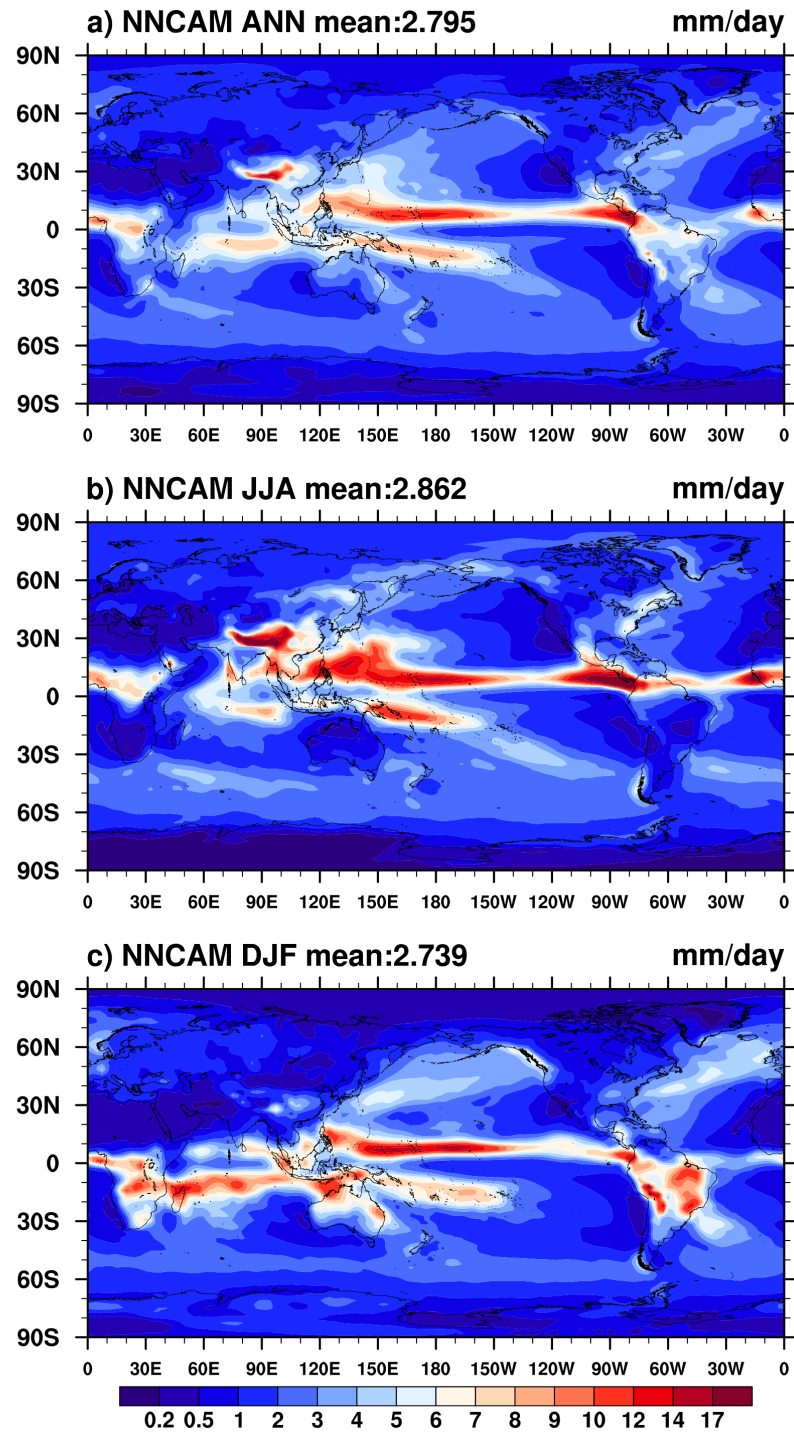 a) NNCAM ANN mean:2.795 mm/day
90N
60N
30N
0
30S
60S
90S
0 30E 60E 90E 120E 150E 180 150W 120W 90W 60W 30W 0
b) NNCAM JJA mean:2.862 mm/day
90N
60N
30N
0
30S
60S
90S
0 30E 60E 90E 120E 150E 180 150W 120W 90W 60W 30W 0
c) NNCAM DJF mean:2.739 mm/day
90N
60N
30N
0
30S
60S
90S
0 30E 60E 90E 120E 150E 180 150W 120W 90W 60W 30W 0
0.2 0.5 1 2 3 4 5 6 7 8 9 10 12 14 17